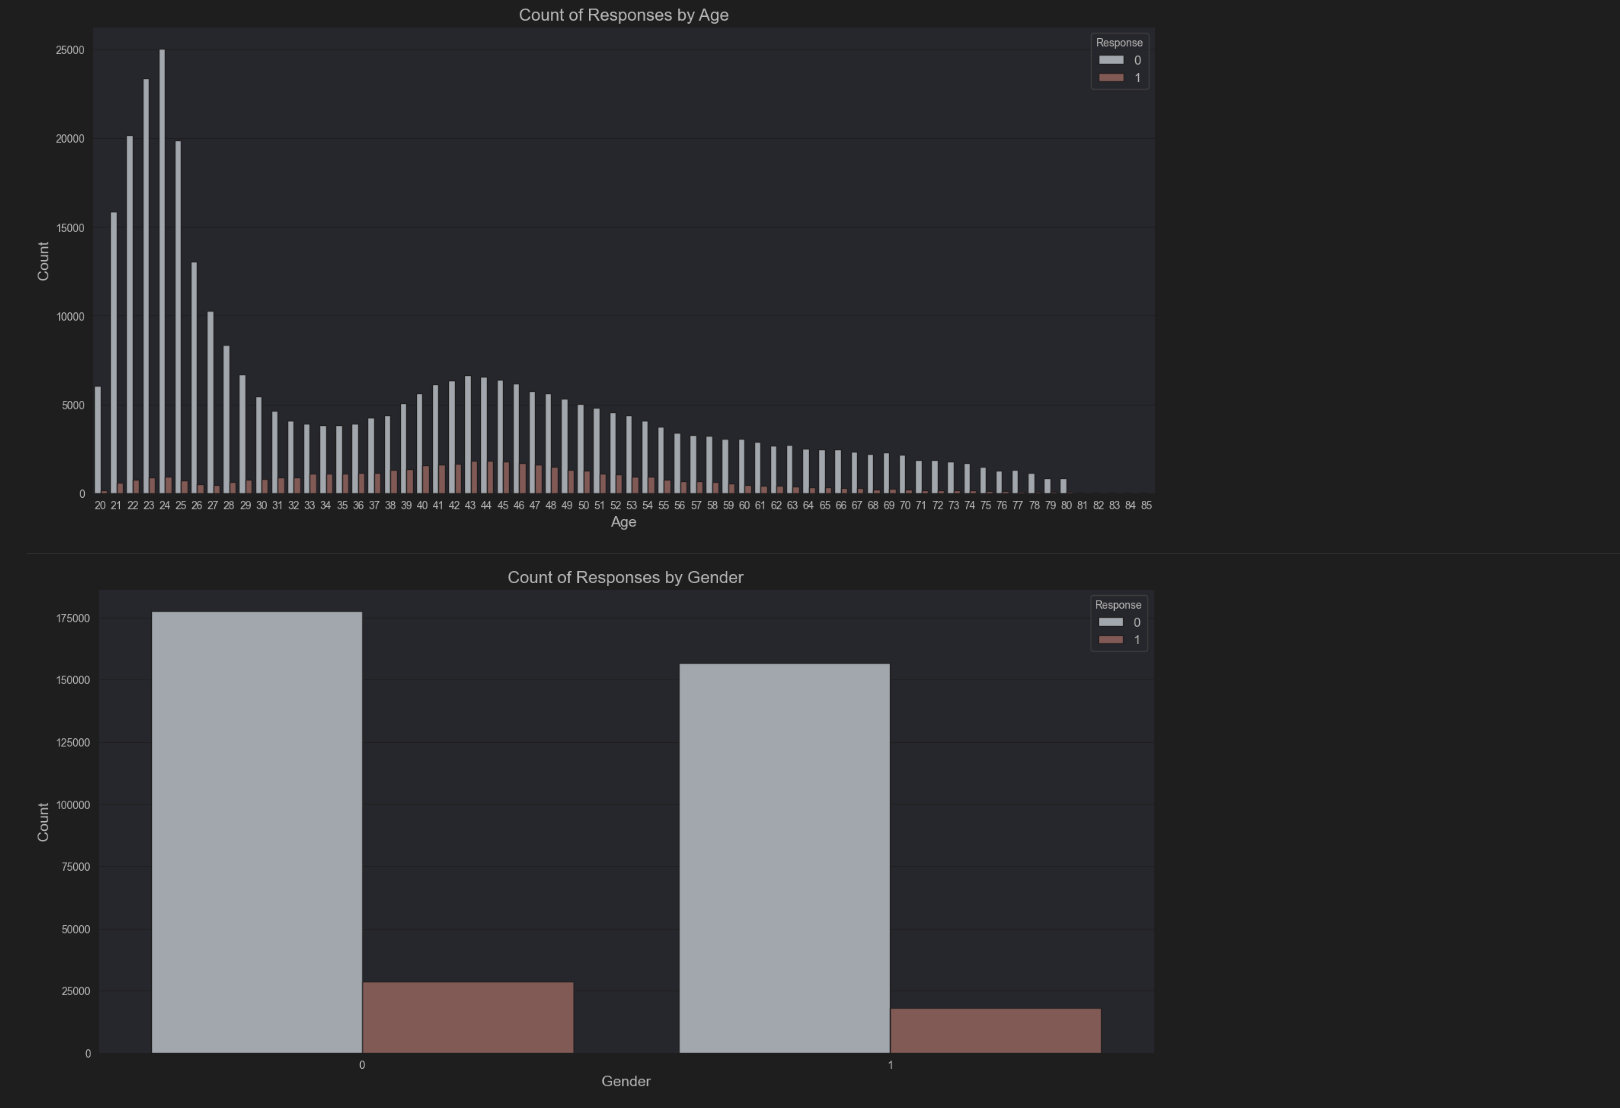 Count of Responses by Age
Response
0
1
25000
20000
15000
10000
5000
0
Count
20 21 22 23 24 25 26 27 28 29 30 31 32 33 34 35 36 37 38 39 40 41 42 43 44 45 46 47 48 49 50 51 52 53 54 55 56 57 58 59 60 61 62 63 64 65 66 67 68 69 70 71 72 73 74 75 76 77 78 79 80 81 82 83 84 85
Age
Count of Responses by Gender
Response
0
1
175000
150000
125000
100000
75000
50000
25000
0
Count
0 1
Gender